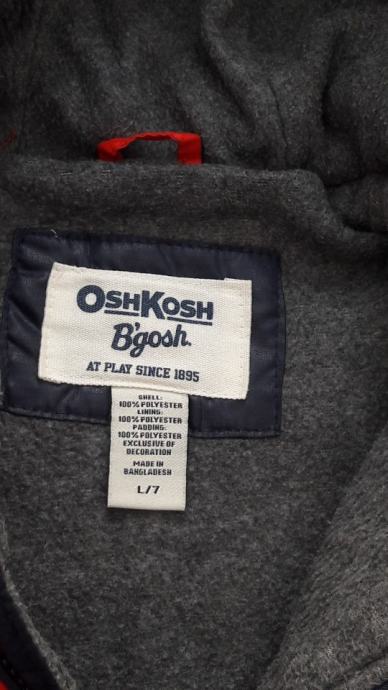 OSHKOSH
B'gosh.
AT PLAY SINCE 1895
SHELL:
100% POLYESTER
LINING:
100% POLYESTER
PADDING:
100% POLYESTER
EXCLUSIVE OF
DECORATION
MADE IN
BANGLADESH
L/7